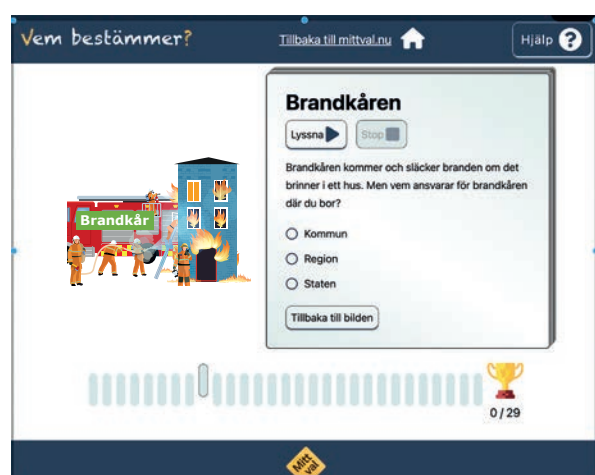 Vem bestämmer?
Tillbaka till mittval.nu
Hjälp ?
Brandkåren
Lyssna
Stop
Brandkåren kommer och släcker branden om det
brinner i ett hus. Men vem ansvarar för brandkåren
där du bor?
Brandkår
Kommun
Region
Staten
Tillbaka till bilden
0/29
Mitt
val